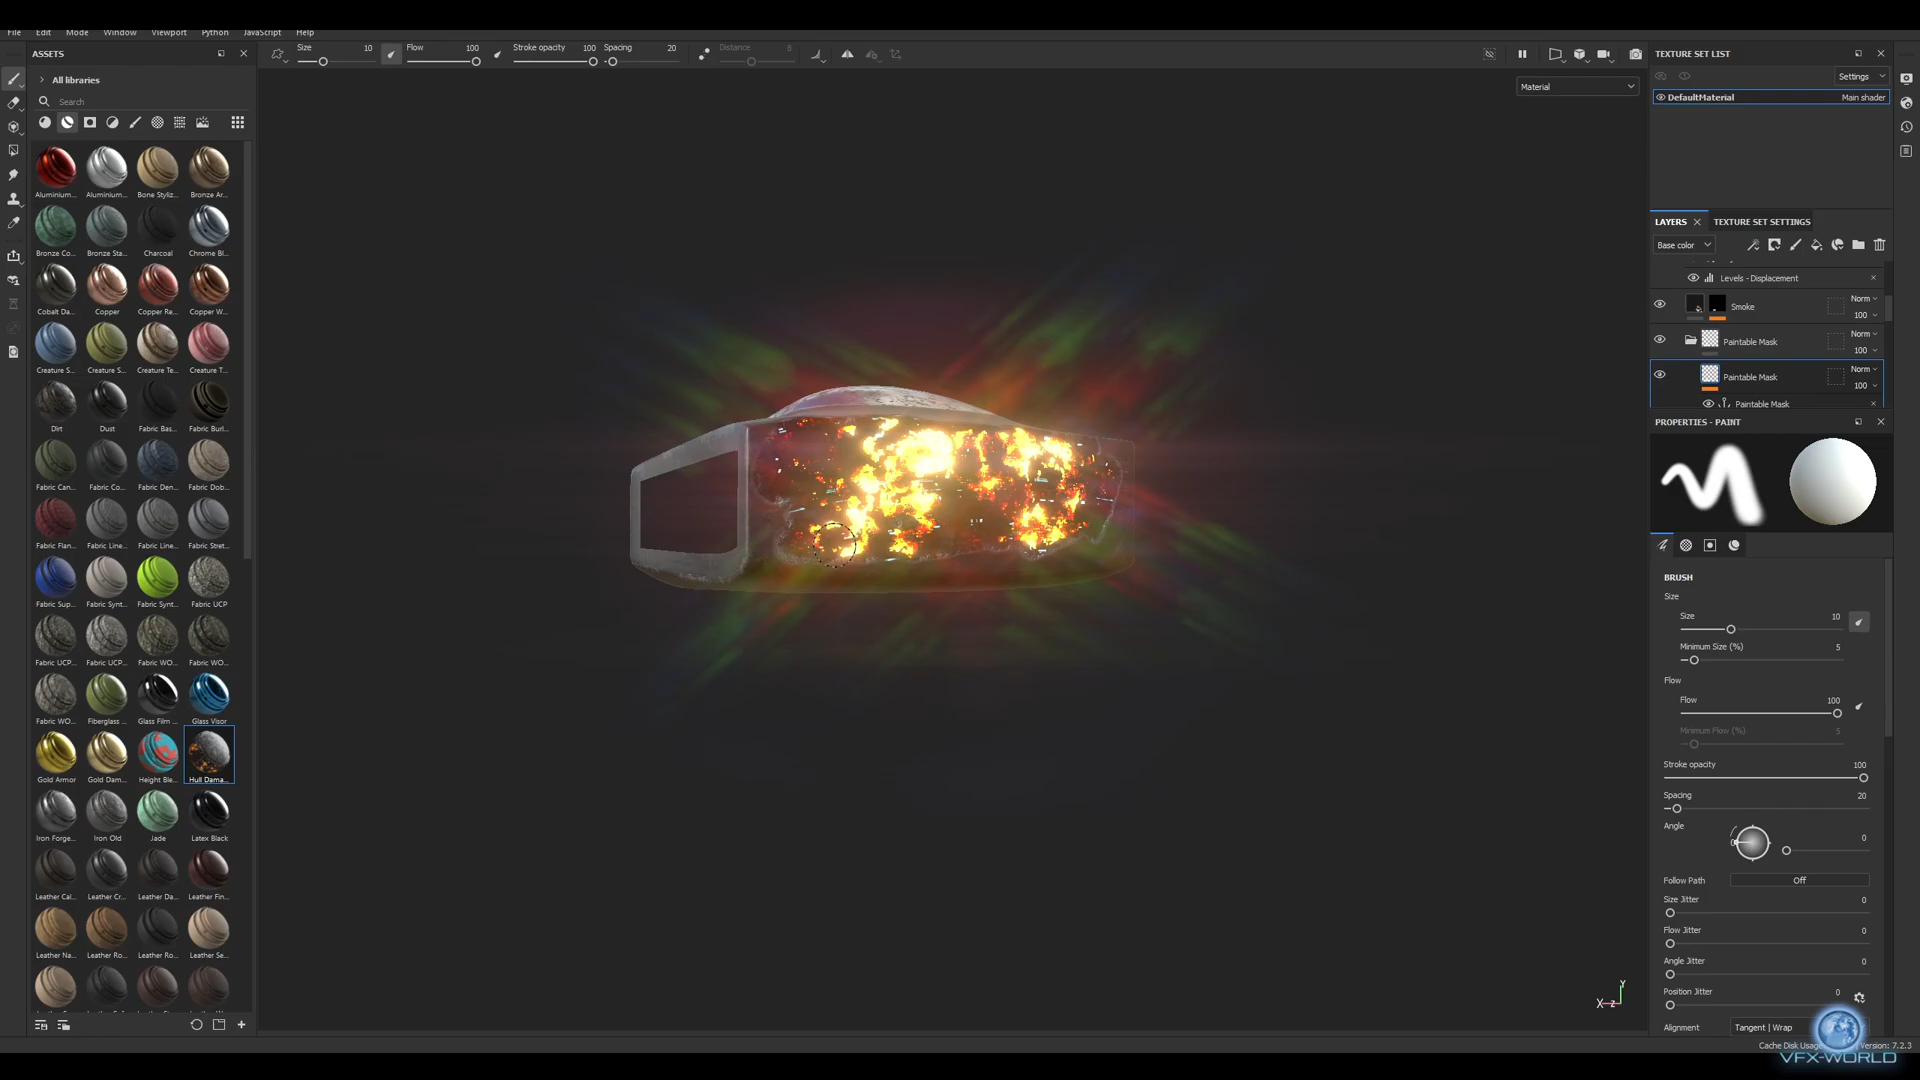 File Edit Mode Window Viewport Python JavaScript Help
ASSETS
All libraries
Search
Size 10 Flow 100 Stroke opacity 100 Spacing 20 Distance 8
Material
Aluminium... Aluminium... Bone Styliz... Bronze Ar...
Bronze Co... Bronze Sta... Charcoal Chrome Bl...
Cobalt Da... Copper Copper Re... Copper W...
Creature S... Creature S... Creature Te... Creature T...
Dirt Dust Fabric Bas... Fabric Burl...
Fabric Can... Fabric Co... Fabric Den... Fabric Dob...
Fabric Flan... Fabric Line... Fabric Line... Fabric Stret...
Fabric Sup... Fabric Synt... Fabric Synt... Fabric UCP
Fabric UCP... Fabric UCP... Fabric WO... Fabric WO...
Fabric WO... Fiberglass ... Glass Film ... Glass Visor
Gold Armor Gold Dam... Height Ble... Hull Dama...
Iron Forge... Iron Old Jade Latex Black
Leather Cal... Leather Cr... Leather Da... Leather Fin...
Leather Na... Leather Ro... Leather Ro... Leather Se...
Y
X Z
TEXTURE SET LIST
Settings
DefaultMaterial Main shader
LAYERS TEXTURE SET SETTINGS
Base color
Levels - Displacement
Smoke Norm
100
Paintable Mask Norm
100
Paintable Mask Norm
100
Paintable Mask
PROPERTIES - PAINT
BRUSH
Size
Size 10
Minimum Size (%) 5
Flow
Flow 100
Minimum Flow (%) 5
Stroke opacity 100
Spacing 20
Angle
0
Follow Path Off
Size Jitter 0
Flow Jitter 0
Angle Jitter 0
Position Jitter 0
Alignment Tangent | Wrap
Cache Disk Usage Version: 7.2.3
VFX-WORLD